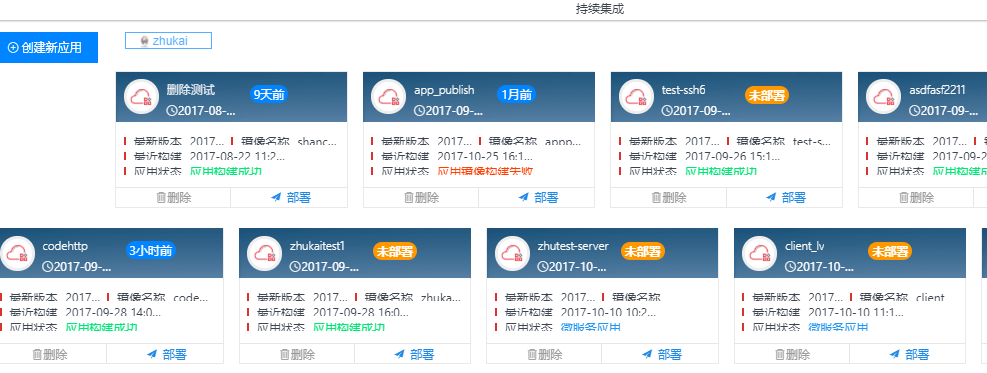 持续集成
创建新应用
zhukai
删除测试 9天前
2017-08-...
最新版本 2017... 镜像名称 shanc...
最近构建 2017-08-22 11:2...
应用状态 应用构建成功
删除 部署
app_publish 1月前
2017-09-...
最新版本 2017... 镜像名称 appp...
最近构建 2017-10-25 16:1...
应用状态 应用镜像构建失败
删除 部署
test-ssh6 未部署
2017-09-...
最新版本 2017... 镜像名称 test-s...
最近构建 2017-09-26 15:1...
应用状态 应用构建成功
删除 部署
asdfasf2211
2017-09-...
最新版本 2017...
最近构建 2017-09-2
应用状态 应用构建成
删除
codehttp 3小时前
2017-09-...
最新版本 2017... 镜像名称 code...
最近构建 2017-09-28 14:0...
应用状态 应用构建成功
删除 部署
zhukaitest1 未部署
2017-09-...
最新版本 2017... 镜像名称 zhuka...
最近构建 2017-09-28 16:0...
应用状态 应用构建成功
删除 部署
zhutest-server 未部署
2017-10-...
最新版本 2017... 镜像名称
最近构建 2017-10-10 10:2...
应用状态 微服务应用
删除 部署
client_lv 未部署
2017-10-...
最新版本 2017... 镜像名称 client
最近构建 2017-10-10 11:1...
应用状态 微服务应用
删除 部署